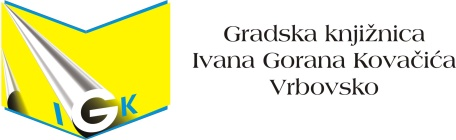 IGK
Gradska knjižnica
Ivana Gorana Kovačića
Vrbovsko